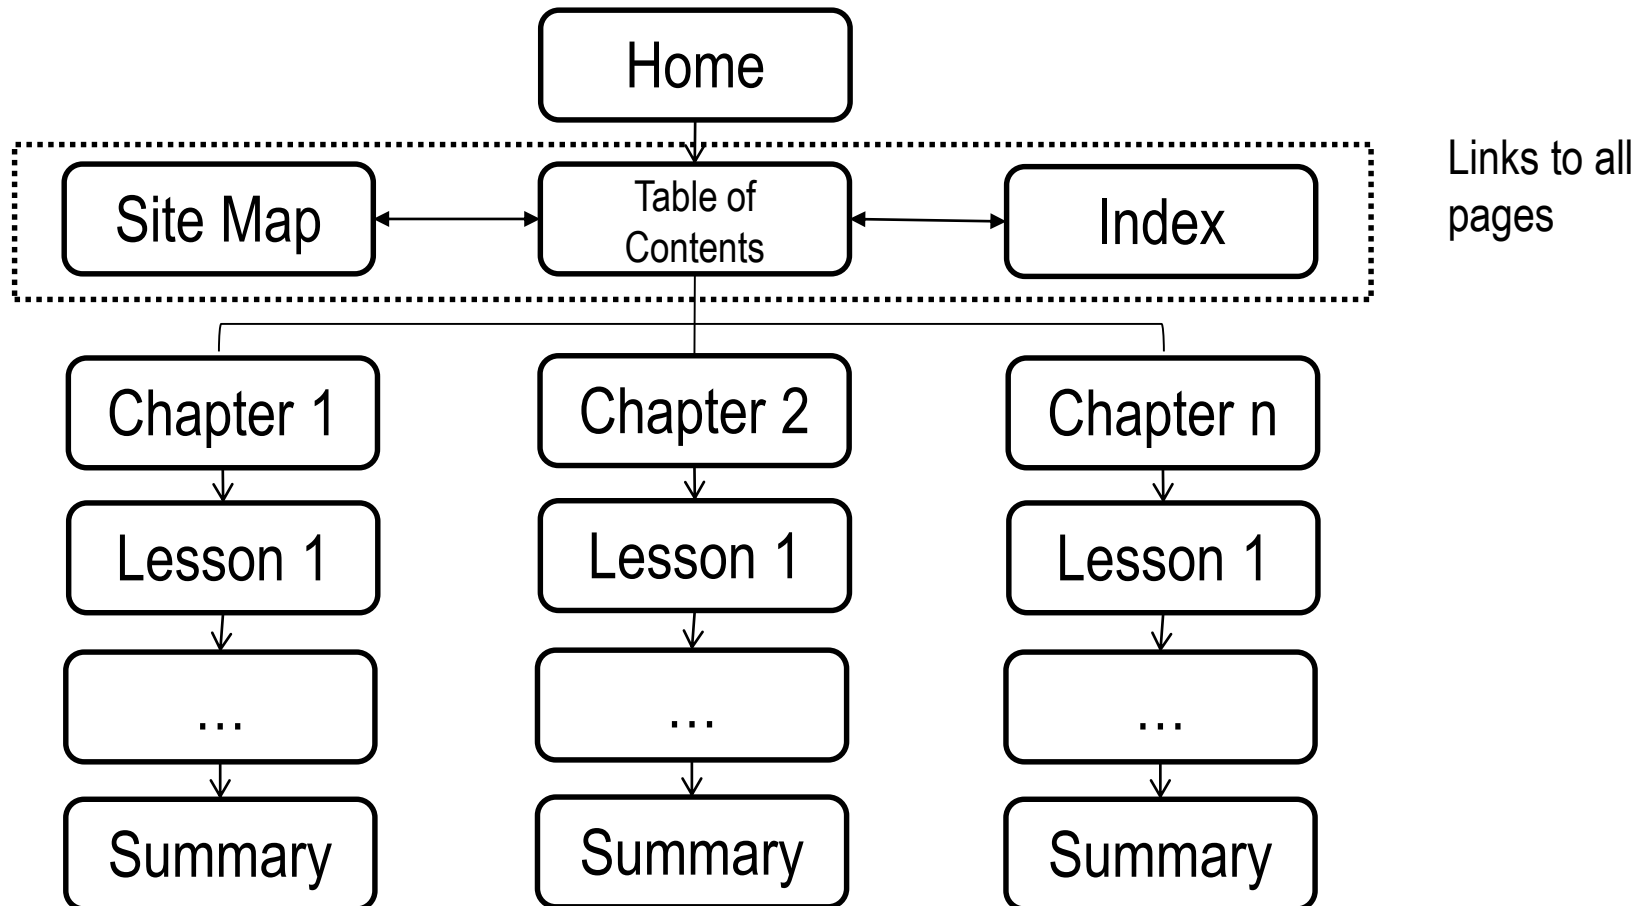 Home
Links to all
pages
Site Map
Table of
Contents
Index
Chapter 1
Chapter 2
Chapter n
Lesson 1
Lesson 1
Lesson 1
…
…
…
Summary
Summary
Summary